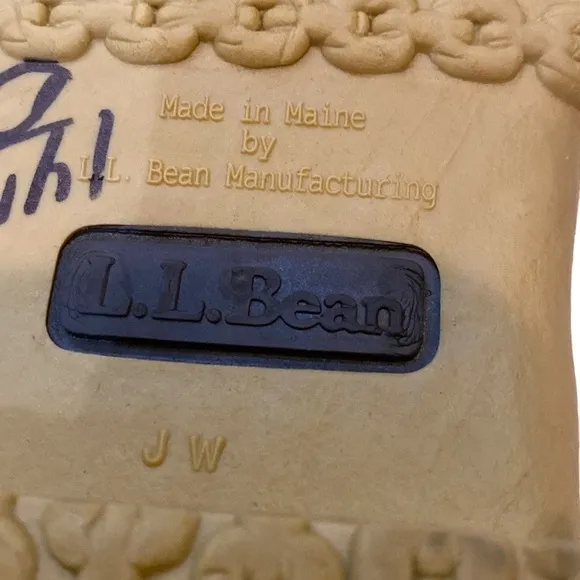 Made in Maine
by
L.L. Bean Manufacturing
L.L.Bean
J W